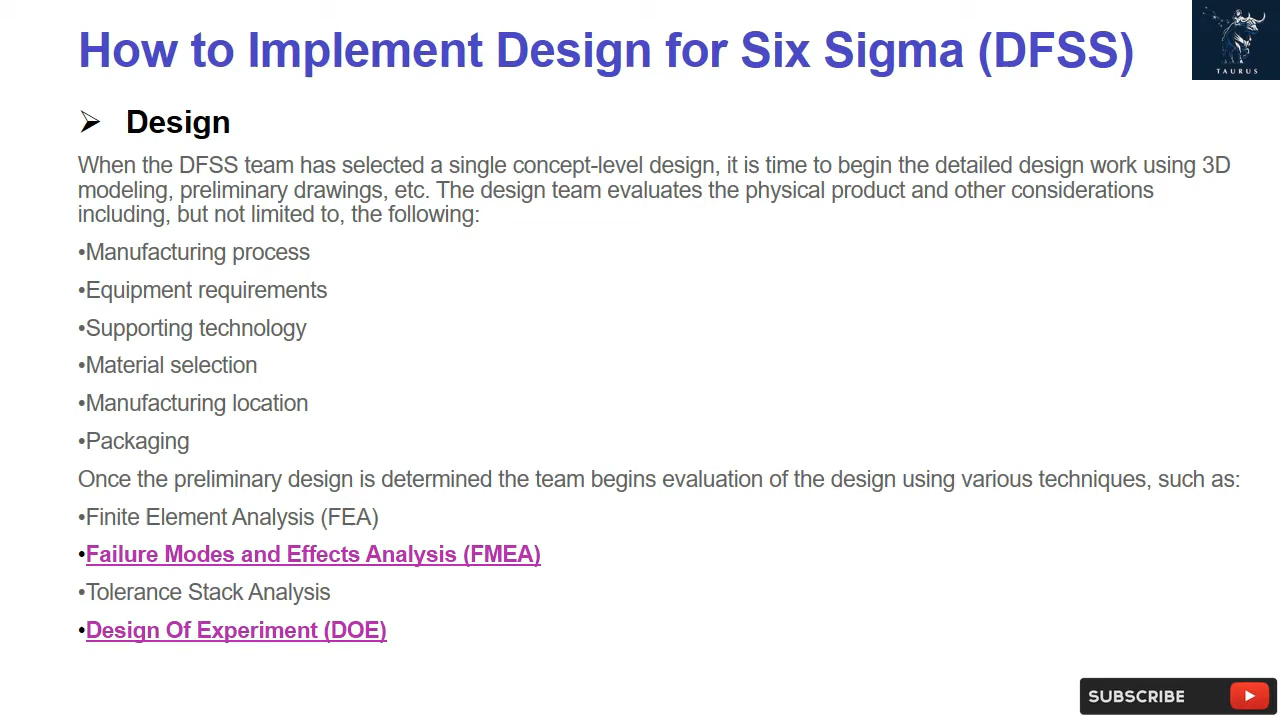 How to Implement Design for Six Sigma (DFSS)
TAURUS
➢ Design
When the DFSS team has selected a single concept-level design, it is time to begin the detailed design work using 3D
modeling, preliminary drawings, etc. The design team evaluates the physical product and other considerations
including, but not limited to, the following:
•Manufacturing process
•Equipment requirements
•Supporting technology
•Material selection
•Manufacturing location
•Packaging
Once the preliminary design is determined the team begins evaluation of the design using various techniques, such as:
•Finite Element Analysis (FEA)
•Failure Modes and Effects Analysis (FMEA)
•Tolerance Stack Analysis
•Design Of Experiment (DOE)
SUBSCRIBE